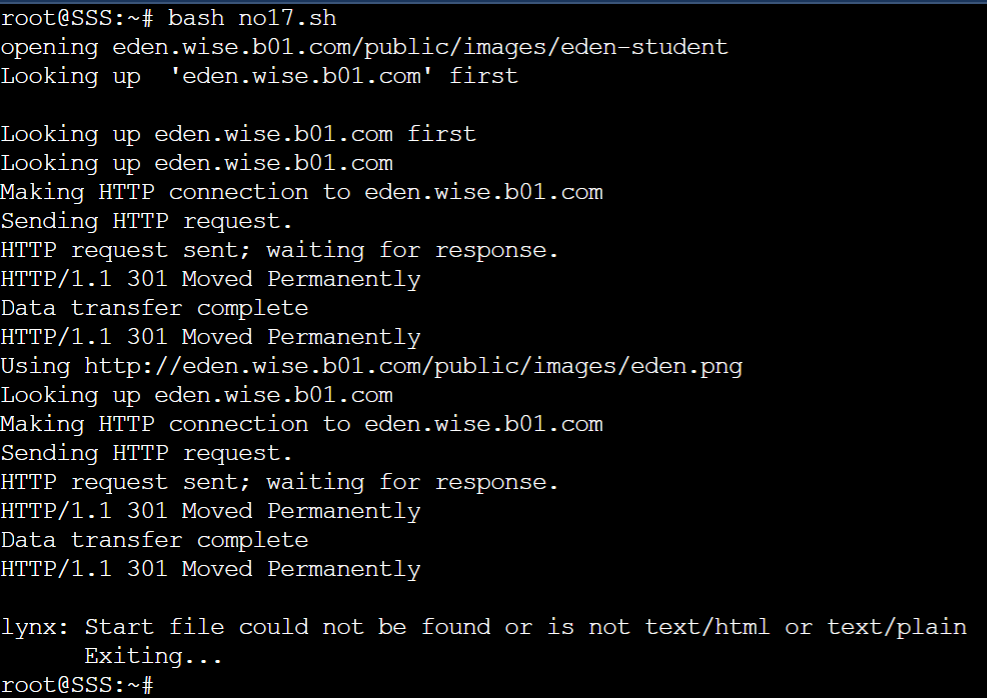 root@SSS:~# bash no17.sh
opening eden.wise.b01.com/public/images/eden-student
Looking up  'eden.wise.b01.com' first

Looking up eden.wise.b01.com first
Looking up eden.wise.b01.com
Making HTTP connection to eden.wise.b01.com
Sending HTTP request.
HTTP request sent; waiting for response.
HTTP/1.1 301 Moved Permanently
Data transfer complete
HTTP/1.1 301 Moved Permanently
Using http://eden.wise.b01.com/public/images/eden.png
Looking up eden.wise.b01.com
Making HTTP connection to eden.wise.b01.com
Sending HTTP request.
HTTP request sent; waiting for response.
HTTP/1.1 301 Moved Permanently
Data transfer complete
HTTP/1.1 301 Moved Permanently

lynx: Start file could not be found or is not text/html or text/plain
      Exiting...
root@SSS:~#